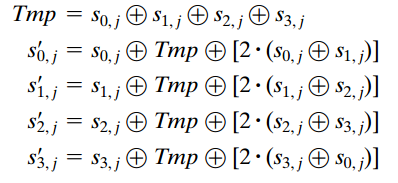 Tmp = s0, j ⊕ s1, j ⊕ s2, j ⊕ s3, j
s′0, j = s0, j ⊕ Tmp ⊕ [2 · (s0, j ⊕ s1, j)]
s′1, j = s1, j ⊕ Tmp ⊕ [2 · (s1, j ⊕ s2, j)]
s′2, j = s2, j ⊕ Tmp ⊕ [2 · (s2, j ⊕ s3, j)]
s′3, j = s3, j ⊕ Tmp ⊕ [2 · (s3, j ⊕ s0, j)]